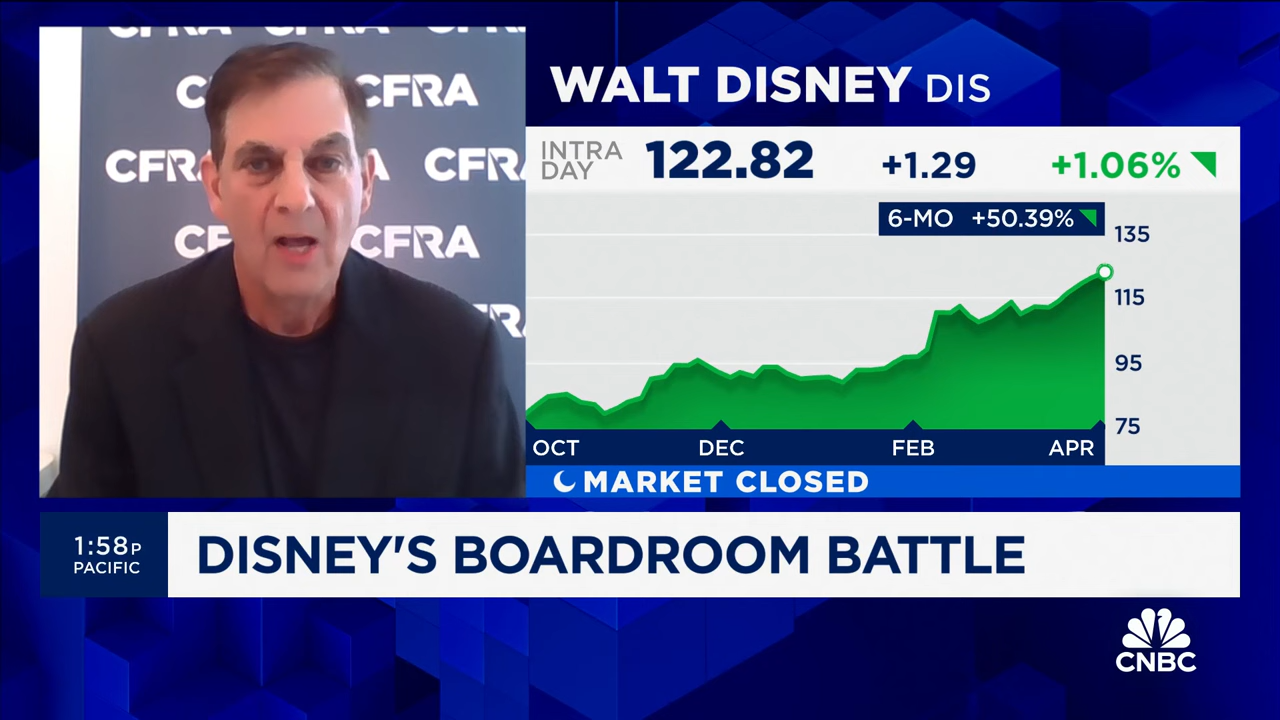 CFRA
CFRA
CFRA
CFRA
CFRA
WALT DISNEY DIS
INTRA DAY 122.82 +1.29 +1.06%
6-MO +50.39%
135
115
95
75
OCT DEC FEB APR
MARKET CLOSED
1:58P
PACIFIC
DISNEY'S BOARDROOM BATTLE
CNBC